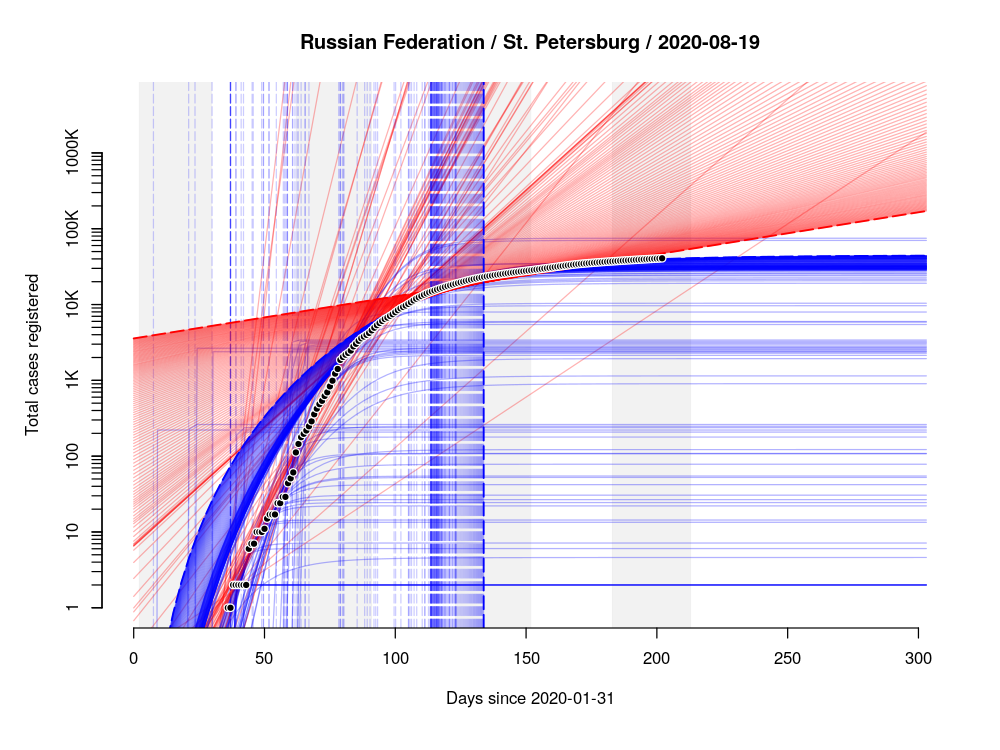 Russian Federation / St. Petersburg / 2020-08-19
Total cases registered
1000K
100K
10K
1K
100
10
1
0 50 100 150 200 250 300
Days since 2020-01-31